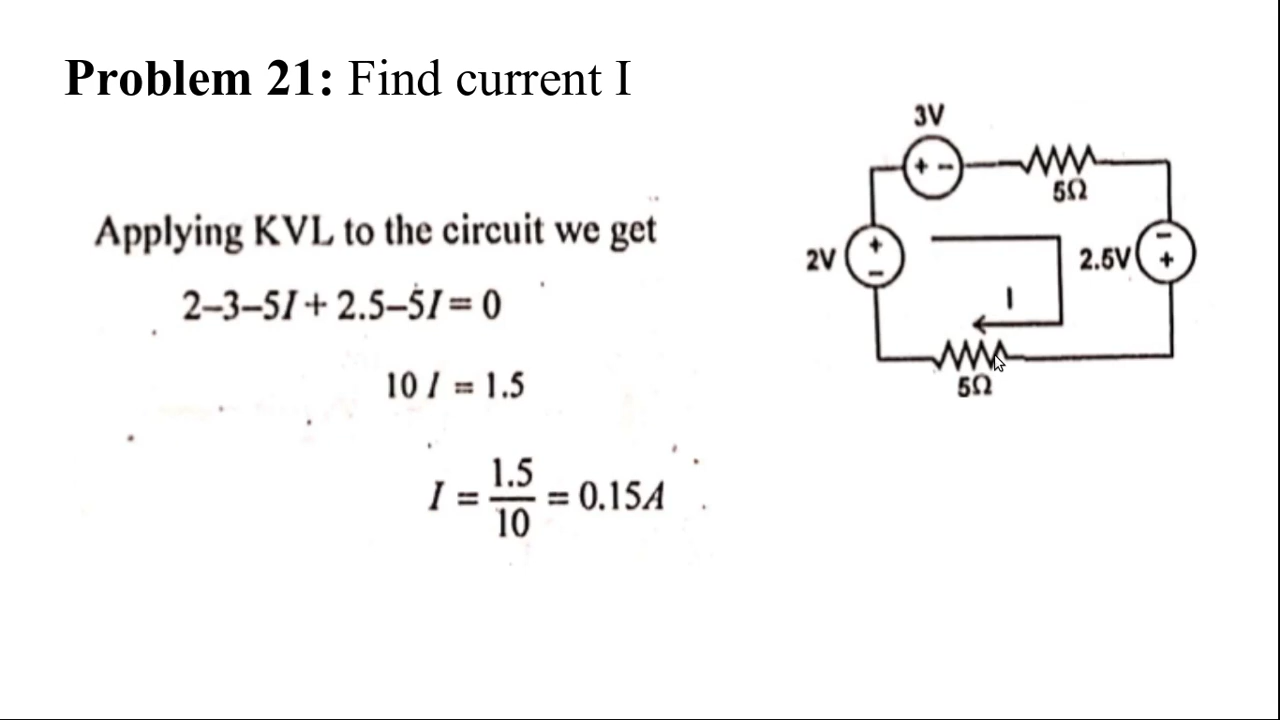 Problem 21: Find current I
Applying KVL to the circuit we get
2–3–5I + 2.5–5I = 0
10 I = 1.5
I = 1.5/10 = 0.15A
3V
+ –
5Ω
2V
+
–
2.5V
–
+
I
5Ω